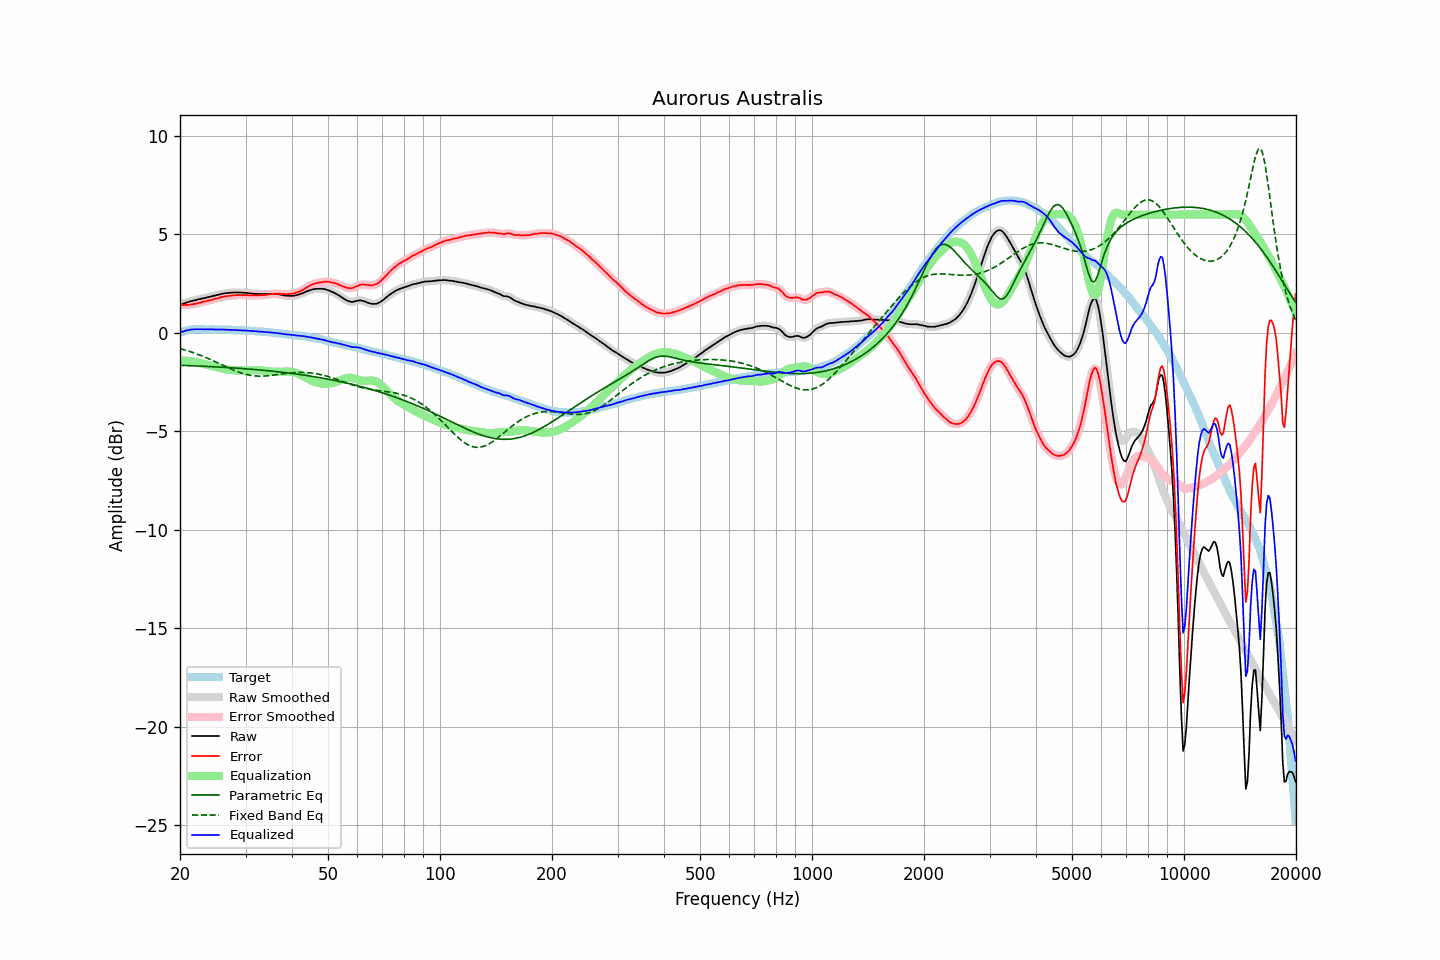 Aurorus Australis
Amplitude (dBr)
10
5
0
−5
−10
−15
−20
−25
Target
Raw Smoothed
Error Smoothed
Raw
Error
Equalization
Parametric Eq
Fixed Band Eq
Equalized
20 50 100 200 500 1000 2000 5000 10000 20000
Frequency (Hz)